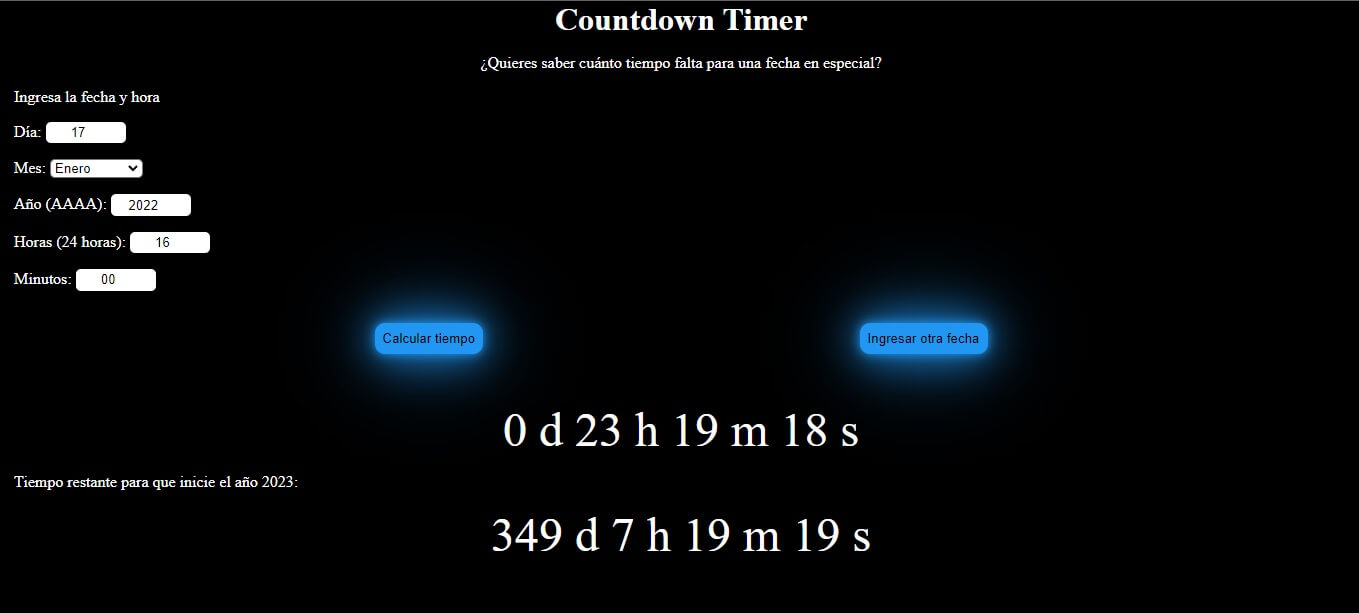 Countdown Timer
¿Quieres saber cuánto tiempo falta para una fecha en especial?
Ingresa la fecha y hora
Día: 17
Mes: Enero
Año (AAAA): 2022
Horas (24 horas): 16
Minutos: 00
Calcular tiempo Ingresar otra fecha
0 d 23 h 19 m 18 s
Tiempo restante para que inicie el año 2023:
349 d 7 h 19 m 19 s